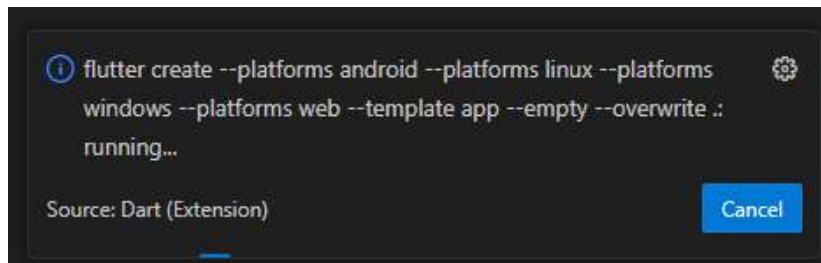 flutter create --platforms android --platforms linux --platforms
windows --platforms web --template app --empty --overwrite .:
running...
Source: Dart (Extension)
Cancel